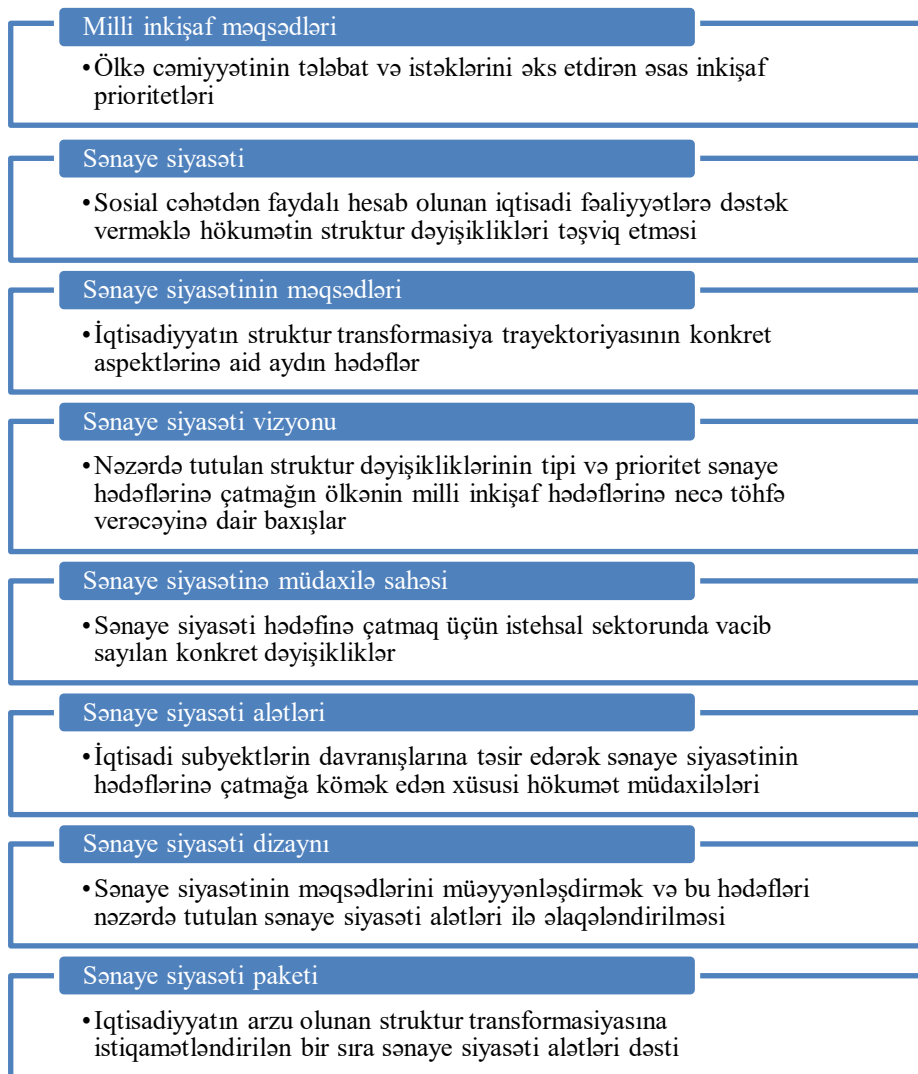 Milli inkişaf məqsədləri
•Ölkə cəmiyyətinin tələbat və istəklərini əks etdirən əsas inkişaf
prioritetləri
Sənaye siyasəti
•Sosial cəhətdən faydalı hesab olunan iqtisadi fəaliyyətlərə dəstək
verməklə hökumətin struktur dəyişiklikləri təşviq etməsi
Sənaye siyasətinin məqsədləri
•İqtisadiyyatın struktur transformasiya trayektoriyasının konkret
aspektlərinə aid aydın hədəflər
Sənaye siyasəti vizyonu
•Nəzərdə tutulan struktur dəyişikliklərinin tipi və prioritet sənaye
hədəflərinə çatmağın ölkənin milli inkişaf hədəflərinə necə töhfə
verəcəyinə dair baxışlar
Sənaye siyasətinə müdaxilə sahəsi
•Sənaye siyasəti hədəfinə çatmaq üçün istehsal sektorunda vacib
sayılan konkret dəyişikliklər
Sənaye siyasəti alətləri
•İqtisadi subyektlərin davranışlarına təsir edərək sənaye siyasətinin
hədəflərinə çatmağa kömək edən xüsusi hökumət müdaxilələri
Sənaye siyasəti dizaynı
•Sənaye siyasətinin məqsədlərini müəyyənləşdirmək və bu hədəfləri
nəzərdə tutulan sənaye siyasəti alətləri ilə əlaqələndirilməsi
Sənaye siyasəti paketi
•Iqtisadiyyatın arzu olunan struktur transformasiyasına
istiqamətləndirilən bir sıra sənaye siyasəti alətləri dəsti